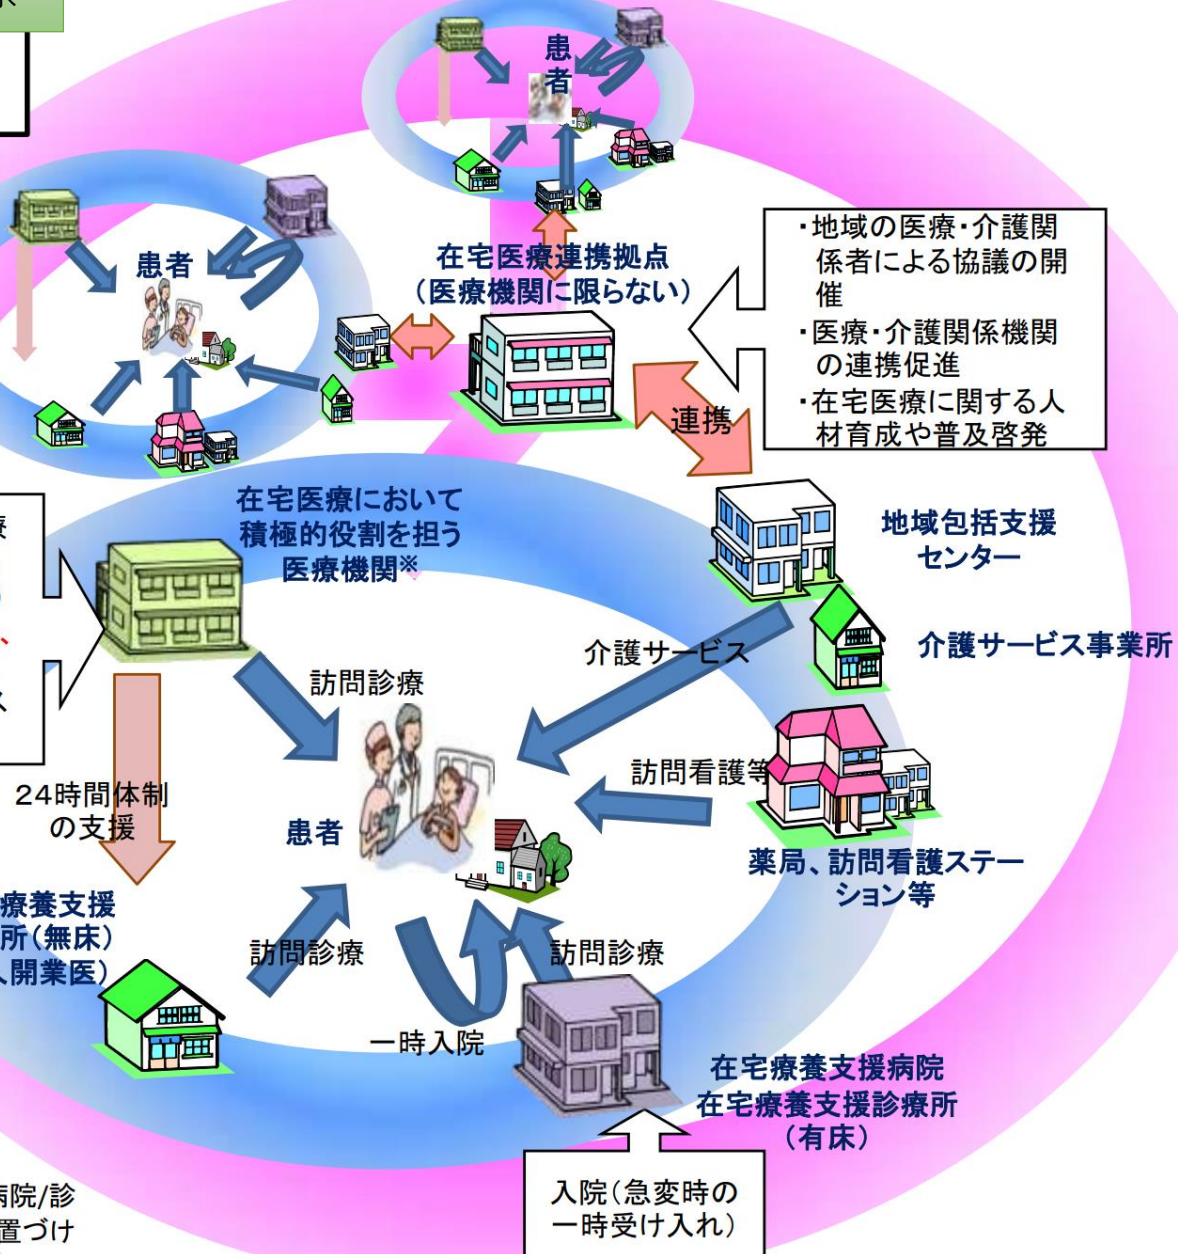 患
者
患者
在宅医療連携拠点
（医療機関に限らない）
・地域の医療・介護関
係者による協議の開
催
・医療・介護関係機関
の連携促進
・在宅医療に関する人
材育成や普及啓発
連携
在宅医療において
積極的役割を担う
医療機関※
療
、
地域包括支援
センター
介護サービス事業所
介護サービス
訪問診療
訪問看護等
24時間体制
の支援
患者
薬局、訪問看護ステー
ション等
療養支援
所（無床）
開業医）
訪問診療
訪問診療
一時入院
在宅療養支援病院
在宅療養支援診療所
（有床）
入院（急変時の
一時受け入れ）
病院/診
置づけ